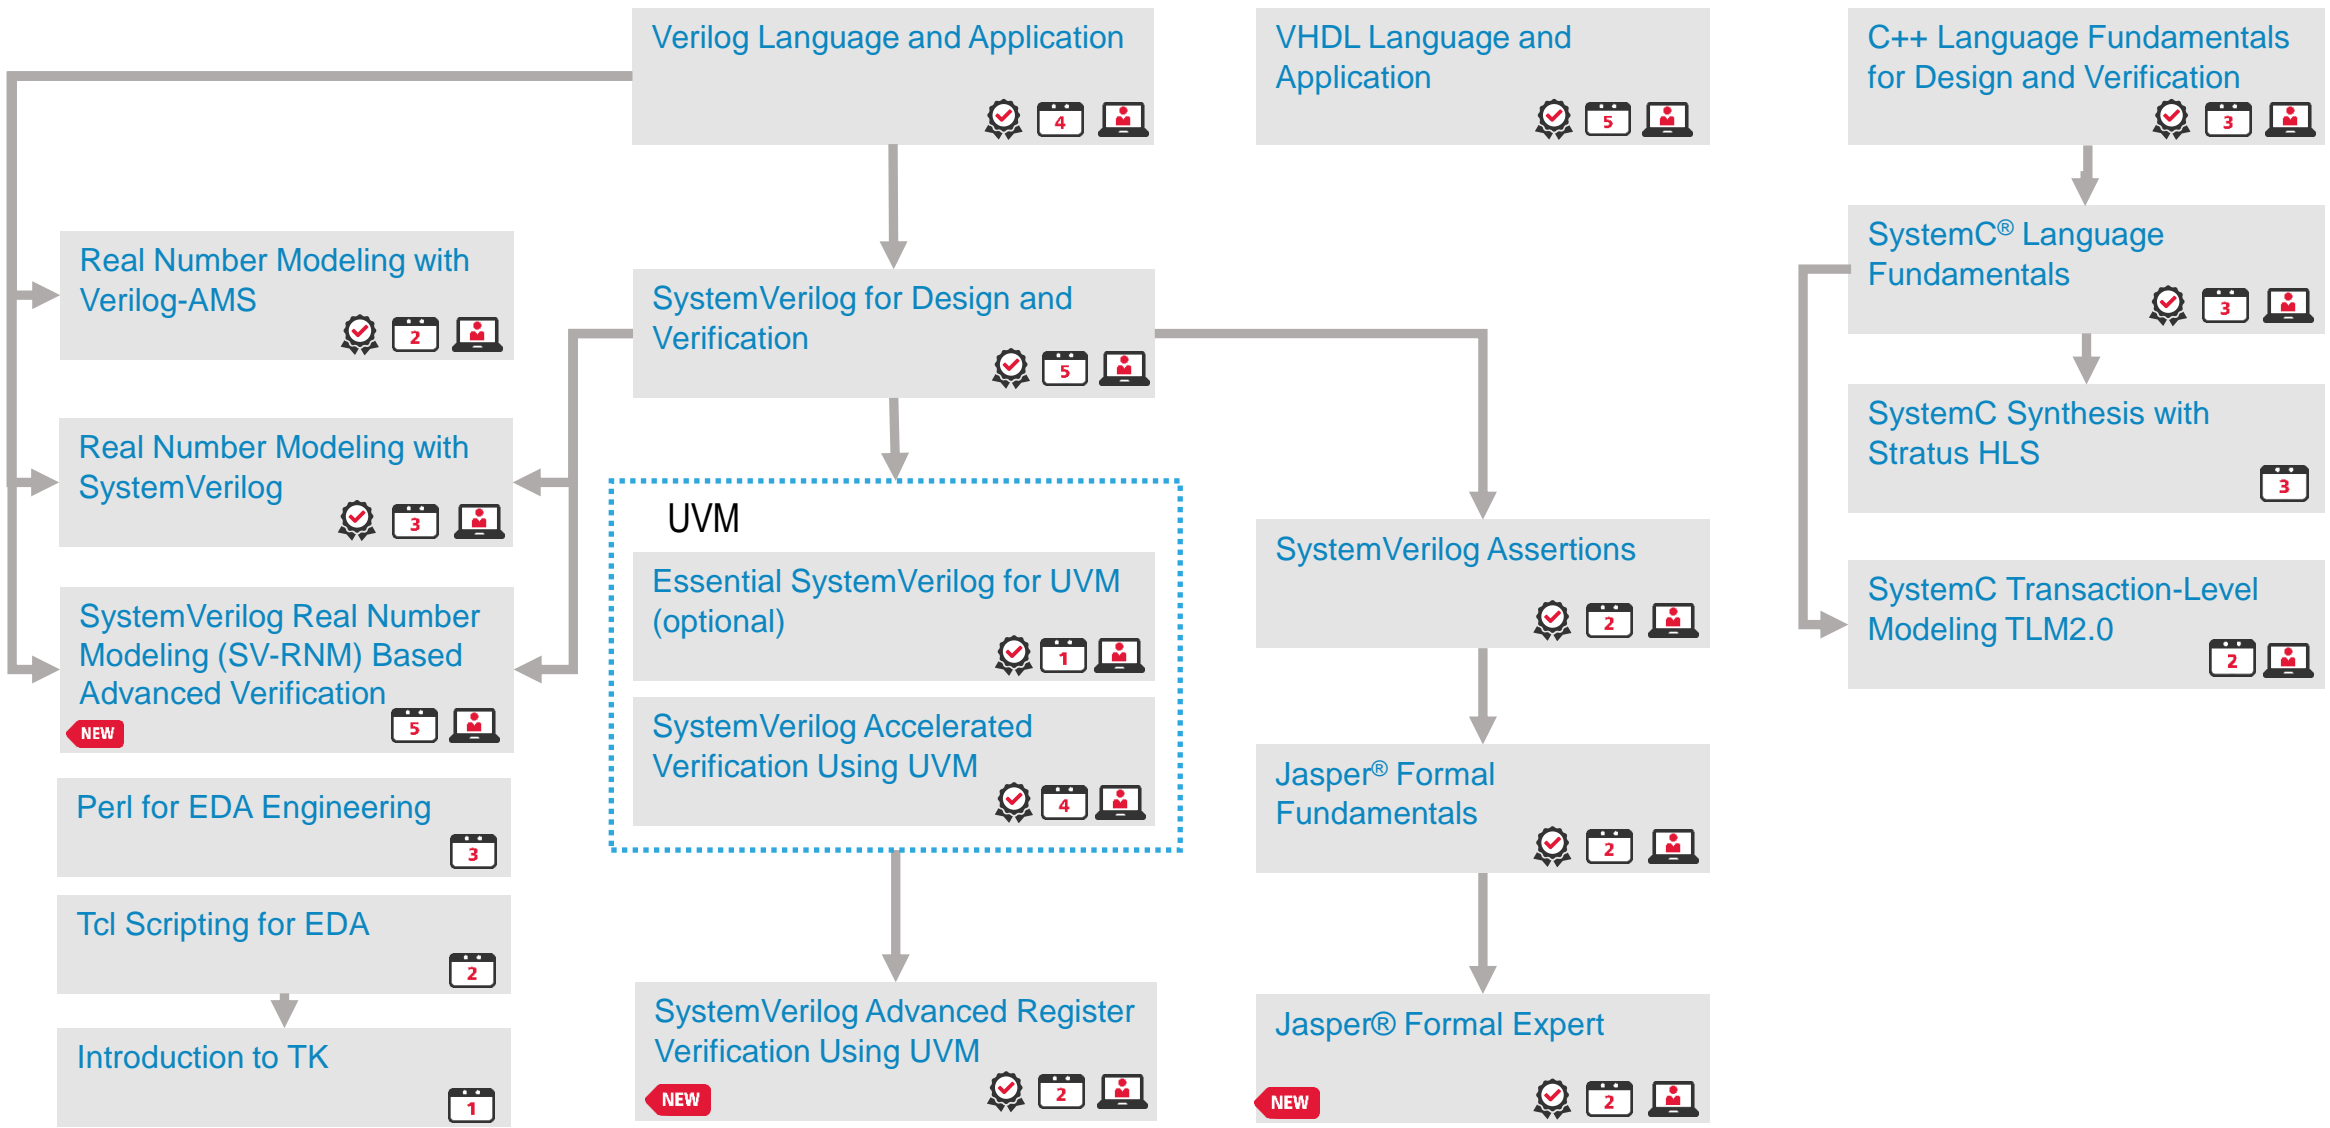 Verilog Language and Application
4
VHDL Language and
Application
5
C++ Language Fundamentals
for Design and Verification
3
Real Number Modeling with
Verilog-AMS
2
SystemVerilog for Design and
Verification
5
SystemC® Language
Fundamentals
3
Real Number Modeling with
SystemVerilog
3
SystemC Synthesis with
Stratus HLS
3
UVM
Essential SystemVerilog for UVM
(optional)
1
SystemVerilog Accelerated
Verification Using UVM
4
SystemVerilog Assertions
2
SystemC Transaction-Level
Modeling TLM2.0
2
SystemVerilog Real Number
Modeling (SV-RNM) Based
Advanced Verification
NEW
5
Perl for EDA Engineering
3
Jasper® Formal
Fundamentals
2
Tcl Scripting for EDA
2
Introduction to TK
1
SystemVerilog Advanced Register
Verification Using UVM
NEW
2
Jasper® Formal Expert
NEW
2